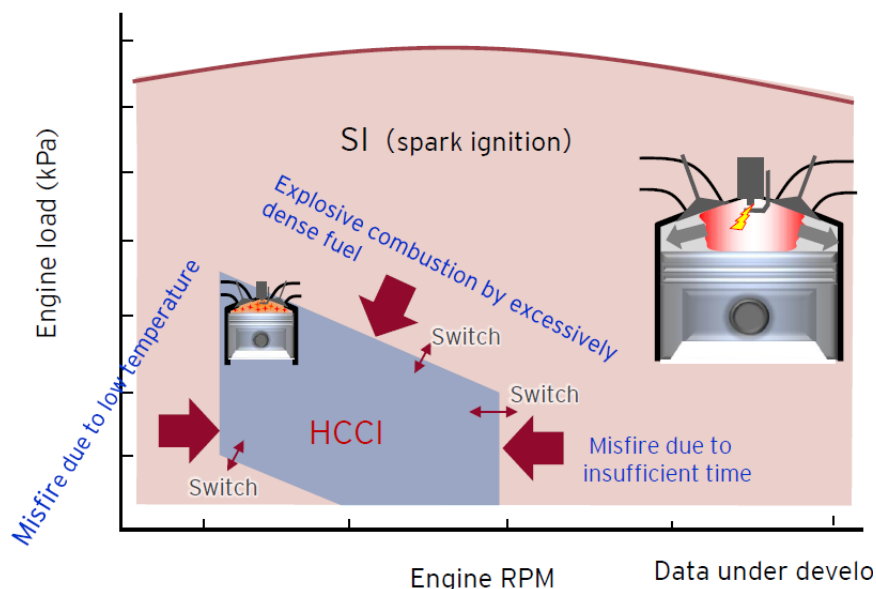 SI (spark ignition)
Explosive combustion by excessively
dense fuel
Engine load (kPa)
Misfire due to low temperature
Switch
Switch
HCCI
Misfire due to
insufficient time
Switch
Engine RPM
Data under develo